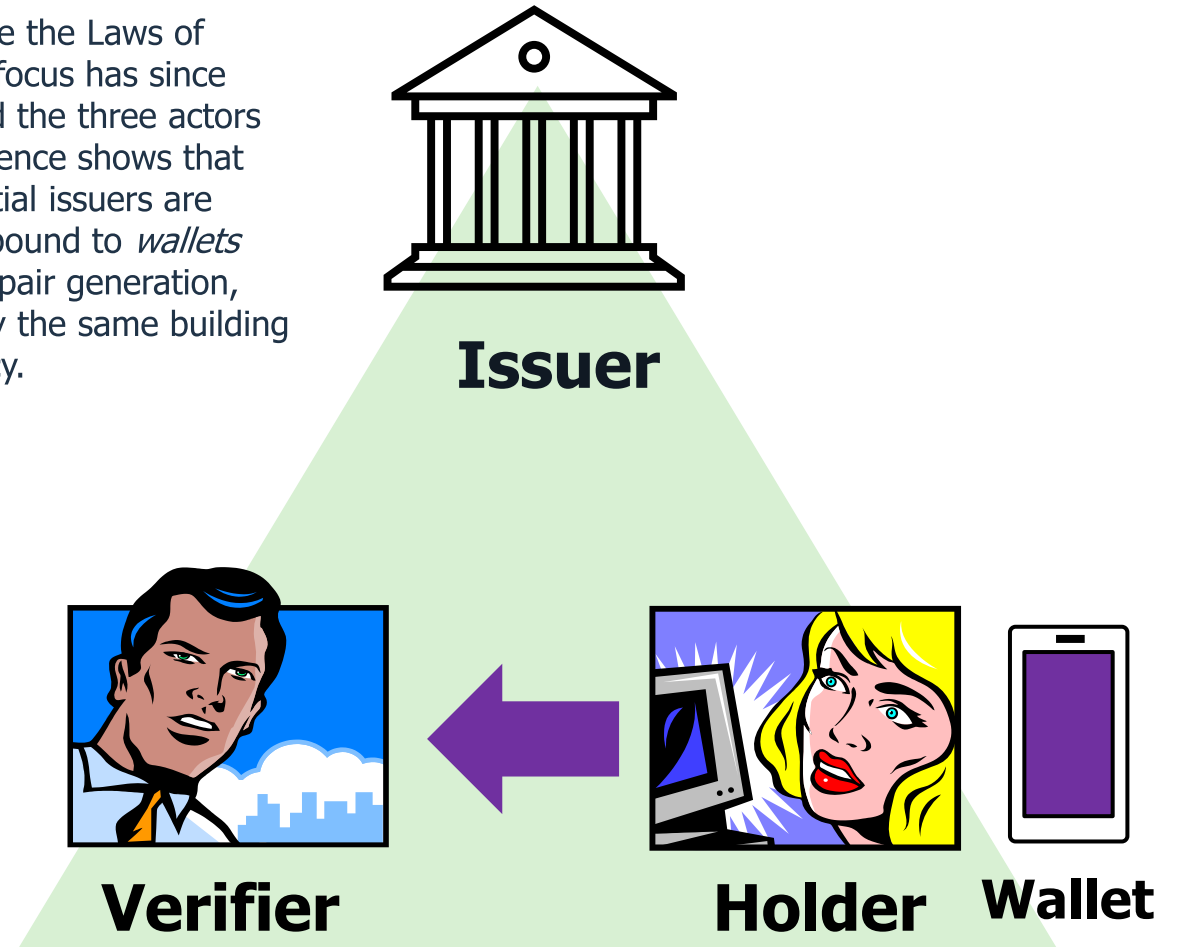 e the Laws of
focus has since
d the three actors
ence shows that
tial issuers are
bound to wallets
pair generation,
y the same building
cy.
Issuer
Verifier
Holder
Wallet